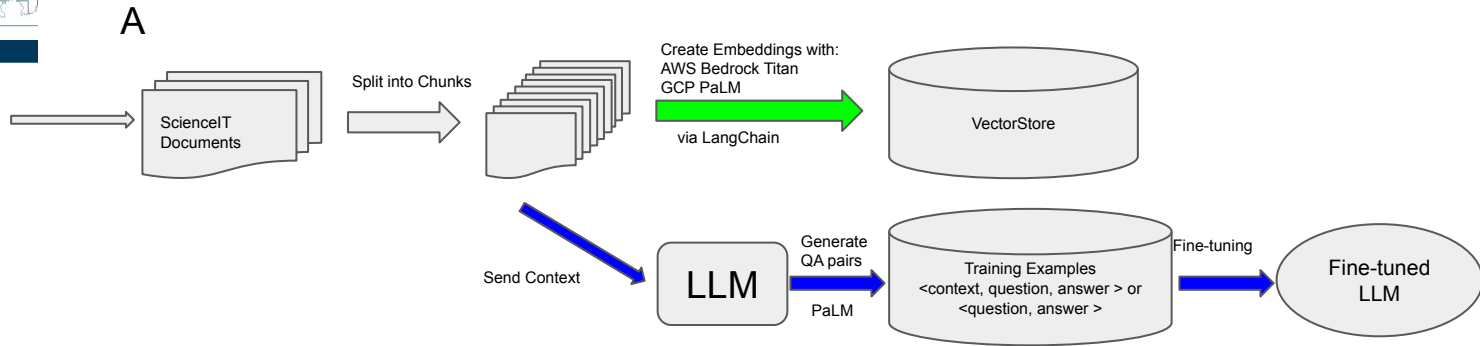 A
Create Embeddings with:
AWS Bedrock Titan
GCP PaLM
Split into Chunks
ScienceIT
Documents
via LangChain
VectorStore
Send Context
LLM
Generate
QA pairs
PaLM
Training Examples
<context, question, answer > or
<question, answer >
Fine-tuning
Fine-tuned
LLM